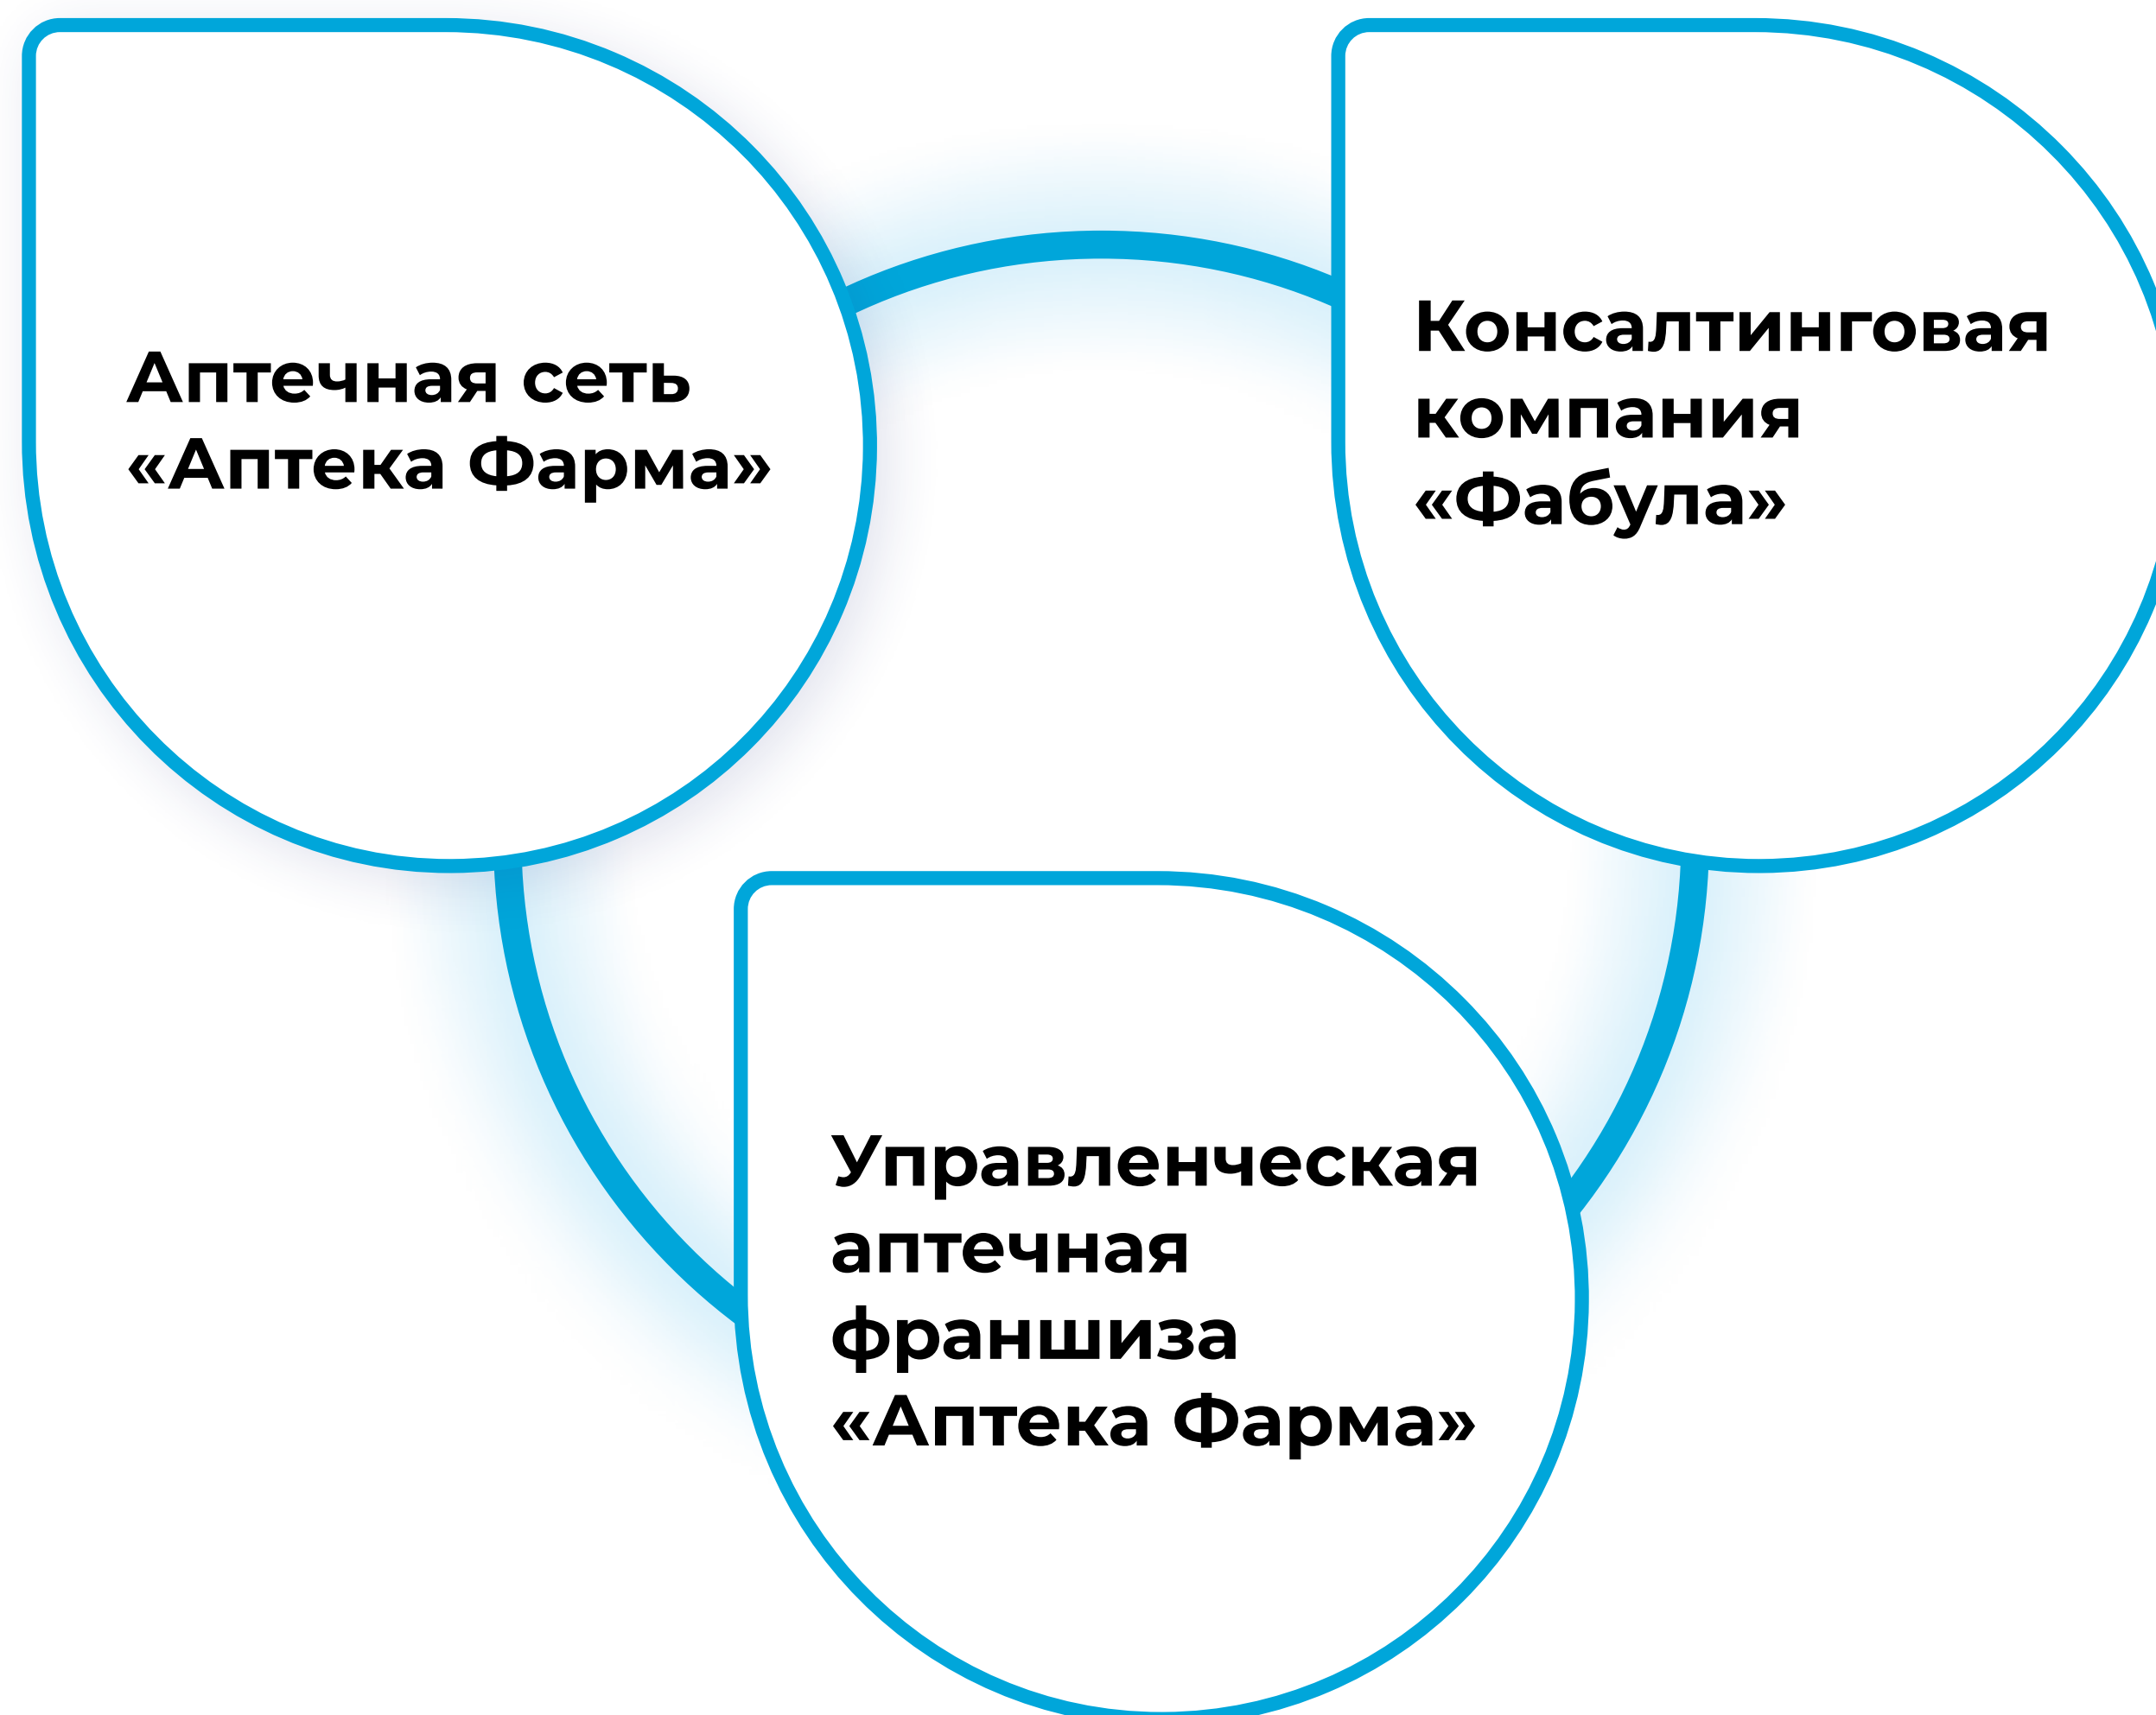 Аптечная сеть
«Аптека Фарма»
Консалтинговая
компания
«Фабула»
Управленческая
аптечная
франшиза
«Аптека Фарма»